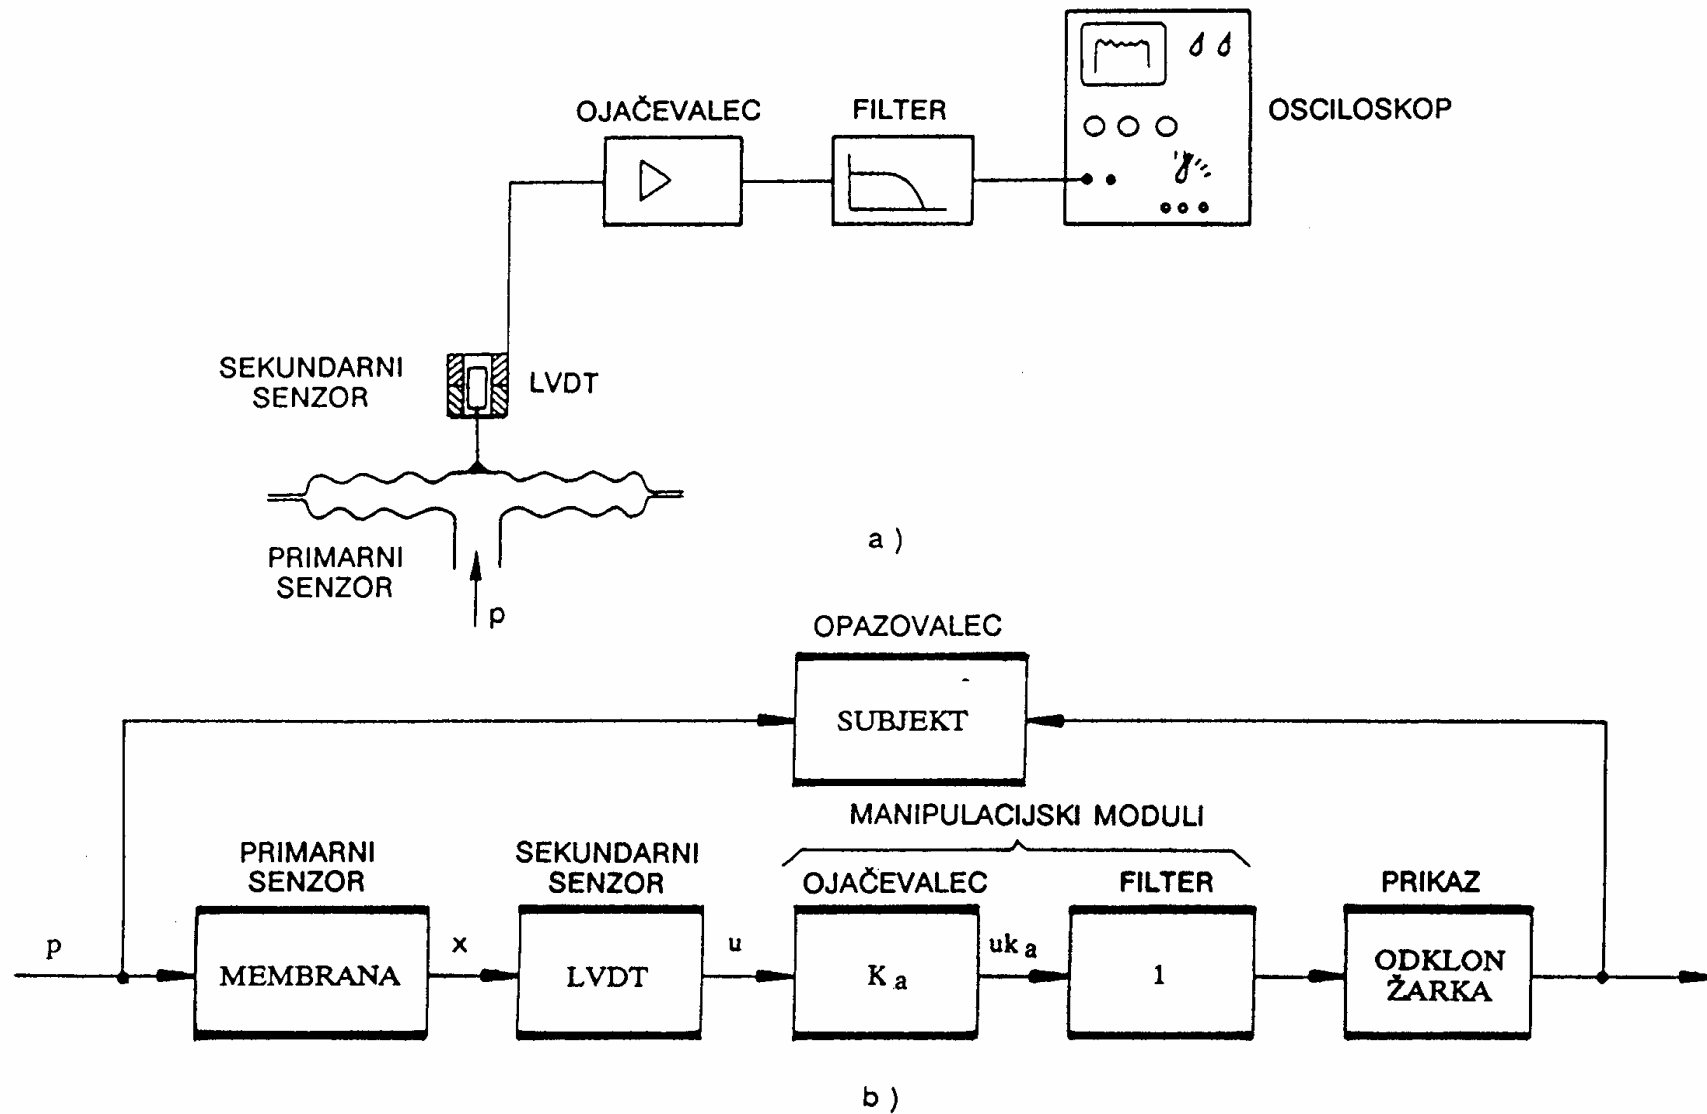 OJAČEVALEC
FILTER
OSCILOSKOP
SEKUNDARNI
SENZOR
LVDT
PRIMARNI
SENZOR
p
a )
OPAZOVALEC
SUBJEKT
MANIPULACIJSKI MODULI
PRIMARNI
SENZOR
SEKUNDARNI
SENZOR
OJAČEVALEC
FILTER
PRIKAZ
p
MEMBRANA
x
LVDT
u
K a
uk a
1
ODKLON
ŽARKA
b )